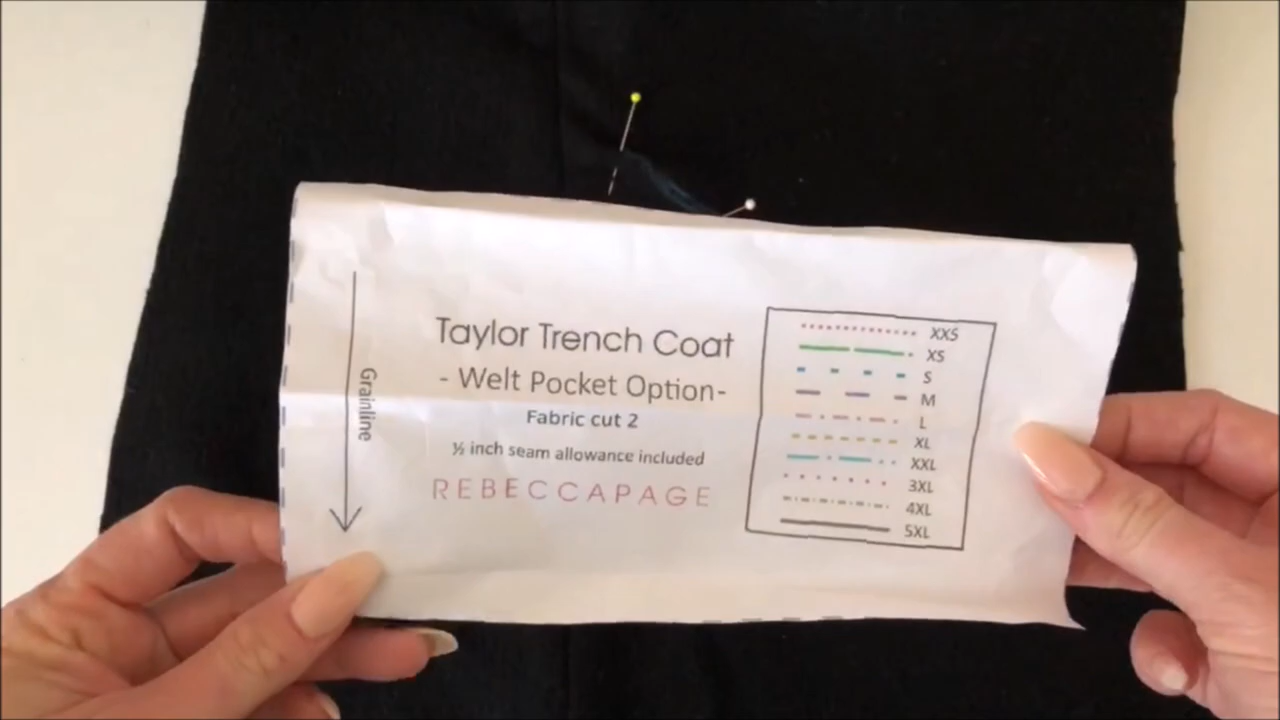 Grainline
Taylor Trench Coat
- Welt Pocket Option-
Fabric cut 2
½ inch seam allowance included
REBECCAPAGE
XXS
XS
S
M
L
XL
XXL
3XL
4XL
5XL